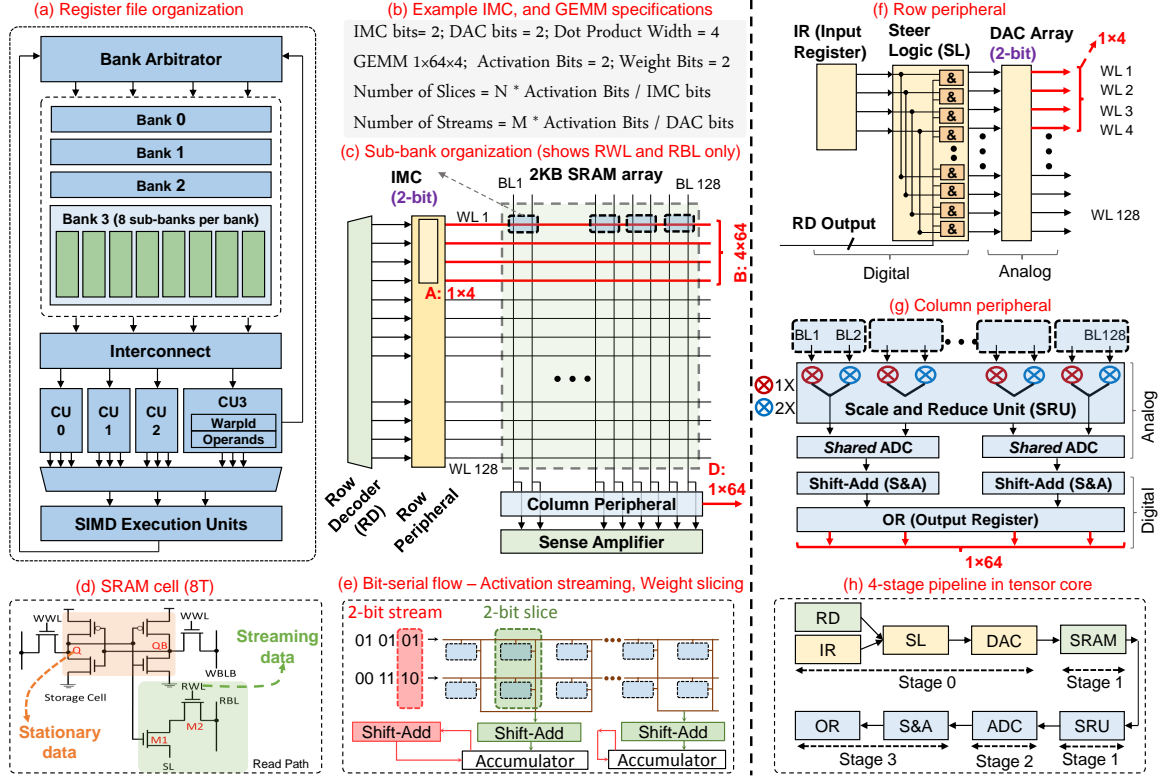 (a) Register file organization
Bank Arbitrator
Bank 0
Bank 1
Bank 2
Bank 3 (8 sub-banks per bank)
Interconnect
CU
0
CU
1
CU
2
CU3
WarpId
Operands
SIMD Execution Units
(b) Example IMC, and GEMM specifications
IMC bits= 2; DAC bits = 2; Dot Product Width = 4
GEMM 1×64×4; Activation Bits = 2; Weight Bits = 2
Number of Slices = N * Activation Bits / IMC bits
Number of Streams = M * Activation Bits / DAC bits
(c) Sub-bank organization (shows RWL and RBL only)
IMC
(2-bit)
BL1
2KB SRAM array
BL 128
WL 1
A: 1×4
B: 4×64
WL 128
D:
1×64
Row
Decoder
(RD)
Row
Peripheral
Column Peripheral
Sense Amplifier
(d) SRAM cell (8T)
WWL
WWL
Q
QB
Streaming
data
WBLB
Storage Cell
RWL
RBL
M2
M1
Stationary
data
SL
Read Path
(e) Bit-serial flow – Activation streaming, Weight slicing
2-bit stream
2-bit slice
01 01 01
00 11 10
Shift-Add
Shift-Add
Shift-Add
Accumulator
Accumulator
(f) Row peripheral
IR (Input
Register)
Steer
Logic (SL)
DAC Array
(2-bit)
1×4
&
&
&
&
&
&
&
&
WL 1
WL 2
WL 3
WL 4
WL 128
RD Output
Digital
Analog
(g) Column peripheral
BL1
BL2
BL128
1X
2X
Scale and Reduce Unit (SRU)
Shared ADC
Shared ADC
Shift-Add (S&A)
Shift-Add (S&A)
OR (Output Register)
1×64
Analog
Digital
(h) 4-stage pipeline in tensor core
RD
IR
SL
DAC
SRAM
Stage 0
Stage 1
OR
S&A
ADC
SRU
Stage 3
Stage 2
Stage 1